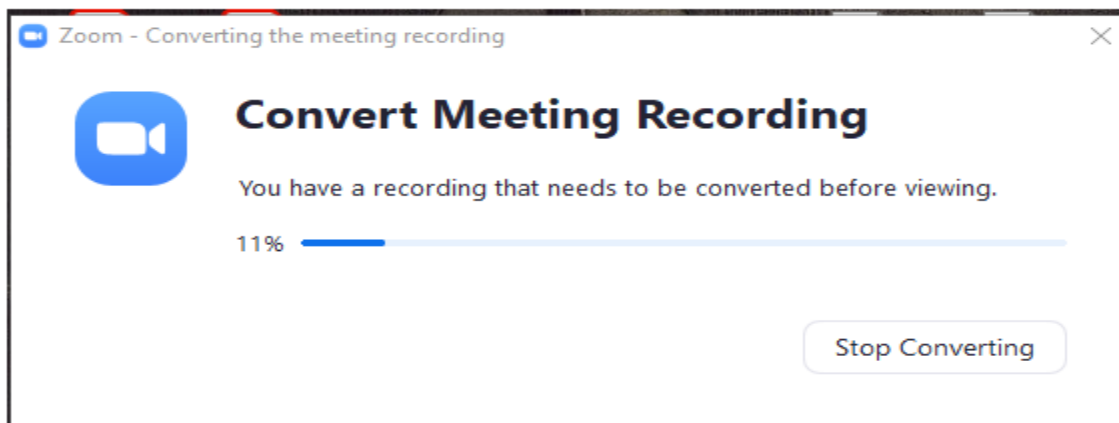 Zoom - Converting the meeting recording
Convert Meeting Recording
You have a recording that needs to be converted before viewing.
11%
Stop Converting